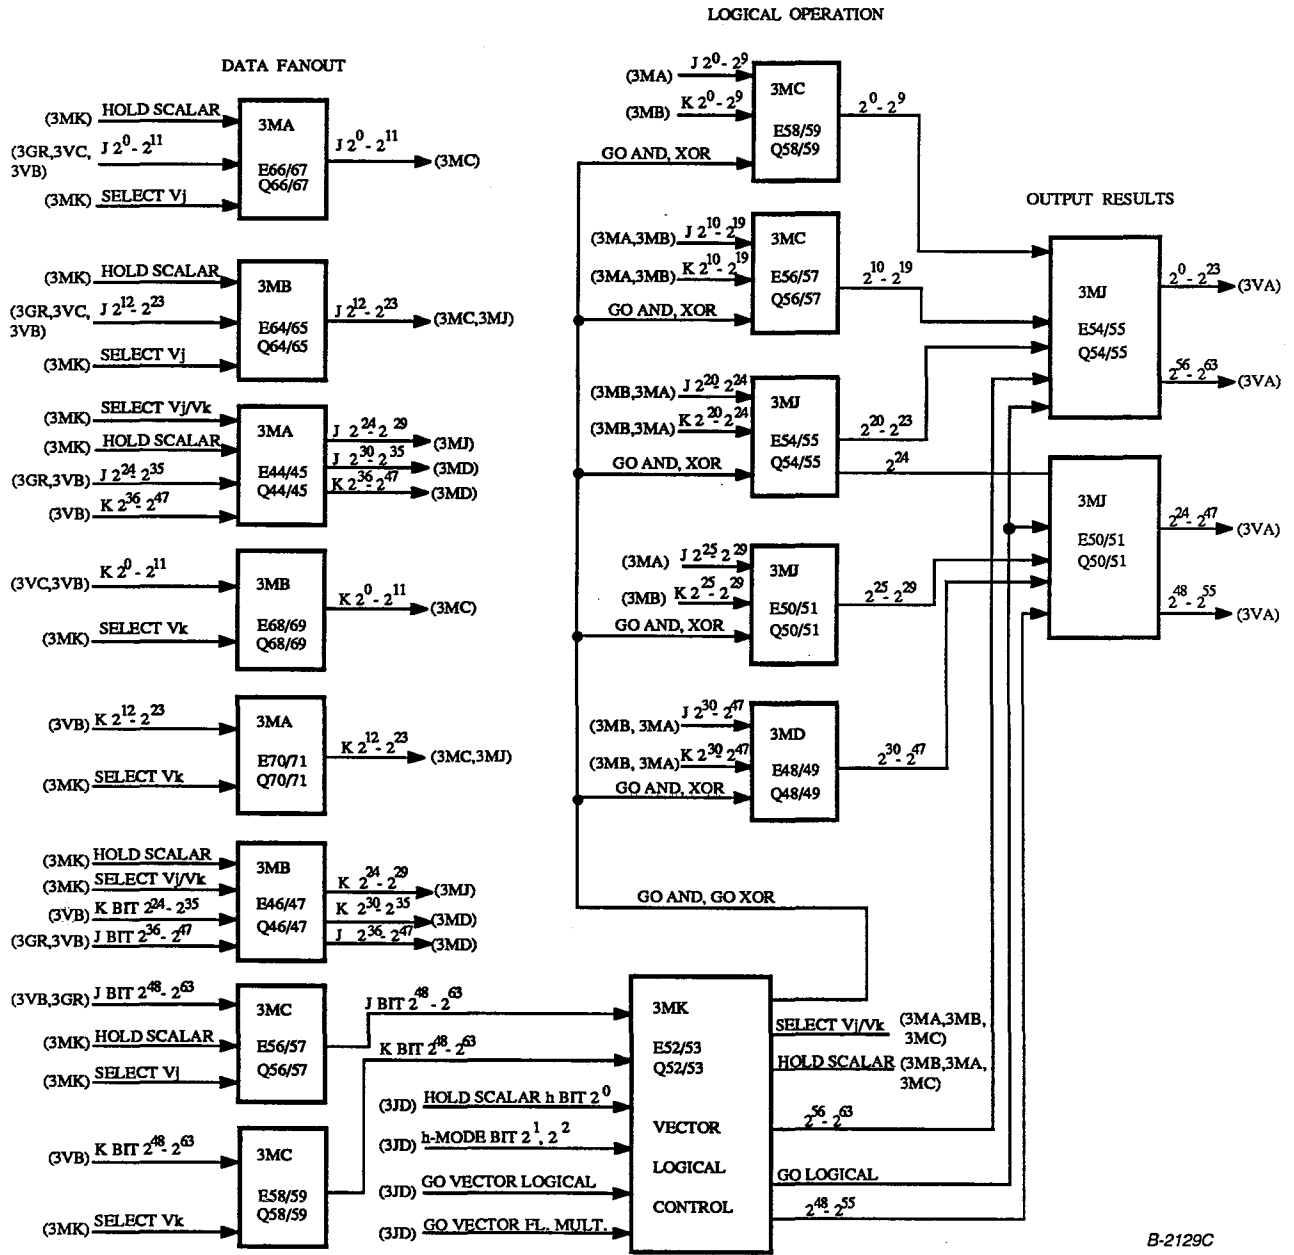 LOGICAL OPERATION
DATA FANOUT
(3MK) HOLD SCALAR
(3GR,3VC, J 2^0 - 2^11
3VB)
(3MK) SELECT Vj
3MA
E66/67
Q66/67
J 2^0 - 2^11
(3MC)
(3MK) HOLD SCALAR
(3GR,3VC, J 2^12 - 2^23
3VB)
(3MK) SELECT Vj
3MB
E64/65
Q64/65
J 2^12 - 2^23
(3MC,3MJ)
(3MK) SELECT Vj/Vk
(3MK) HOLD SCALAR
(3GR,3VB) J 2^24 - 2^35
(3VB) K 2^36 - 2^47
3MA
E44/45
Q44/45
J 2^24 - 2^29 (3MJ)
J 2^30 - 2^35 (3MD)
K 2^36 - 2^47 (3MD)
(3VC,3VB) K 2^0 - 2^11
(3MK) SELECT Vk
3MB
E68/69
Q68/69
K 2^0 - 2^11
(3MC)
(3VB) K 2^12 - 2^23
(3MK) SELECT Vk
3MA
E70/71
Q70/71
K 2^12 - 2^23
(3MC,3MJ)
(3MK) HOLD SCALAR
(3MK) SELECT Vj/Vk
(3VB) K BIT 2^24 - 2^35
(3GR,3VB) J BIT 2^36 - 2^47
3MB
E46/47
Q46/47
K 2^24 - 2^29 (3MJ)
K 2^30 - 2^35 (3MD)
J 2^36 - 2^47 (3MD)
(3VB,3GR) J BIT 2^48 - 2^63
(3MK) HOLD SCALAR
(3MK) SELECT Vj
3MC
E56/57
Q56/57
J BIT 2^48 - 2^63
(3VB) K BIT 2^48 - 2^63
(3MK) SELECT Vk
3MC
E58/59
Q58/59
K BIT 2^48 - 2^63
(3MA) J 2^0 - 2^9
(3MB) K 2^0 - 2^9
GO AND, XOR
3MC
E58/59
Q58/59
2^0 - 2^9
(3MA,3MB) J 2^10 - 2^19
(3MA,3MB) K 2^10 - 2^19
GO AND, XOR
3MC
E56/57
Q56/57
2^10 - 2^19
(3MB,3MA) J 2^20 - 2^24
(3MB,3MA) K 2^20 - 2^24
GO AND, XOR
3MJ
E54/55
Q54/55
2^20 - 2^23
2^24
(3MA) J 2^25 - 2^29
(3MB) K 2^25 - 2^29
GO AND, XOR
3MJ
E50/51
Q50/51
2^25 - 2^29
(3MB, 3MA) J 2^30 - 2^47
(3MB, 3MA) K 2^30 - 2^47
GO AND, XOR
3MD
E48/49
Q48/49
2^30 - 2^47
GO AND, GO XOR
(3JD) HOLD SCALAR h BIT 2^0
(3JD) h-MODE BIT 2^1, 2^2
(3JD) GO VECTOR LOGICAL
(3JD) GO VECTOR FL. MULT.
3MK
E52/53
Q52/53
VECTOR
LOGICAL
CONTROL
SELECT Vj/Vk (3MA,3MB,
3MC)
HOLD SCALAR (3MB,3MA,
3MC)
2^56 - 2^63
GO LOGICAL
2^48 - 2^55
OUTPUT RESULTS
3MJ
E54/55
Q54/55
2^0 - 2^23 (3VA)
2^56 - 2^63 (3VA)
3MJ
E50/51
Q50/51
2^24 - 2^47 (3VA)
2^48 - 2^55 (3VA)
B-2129C